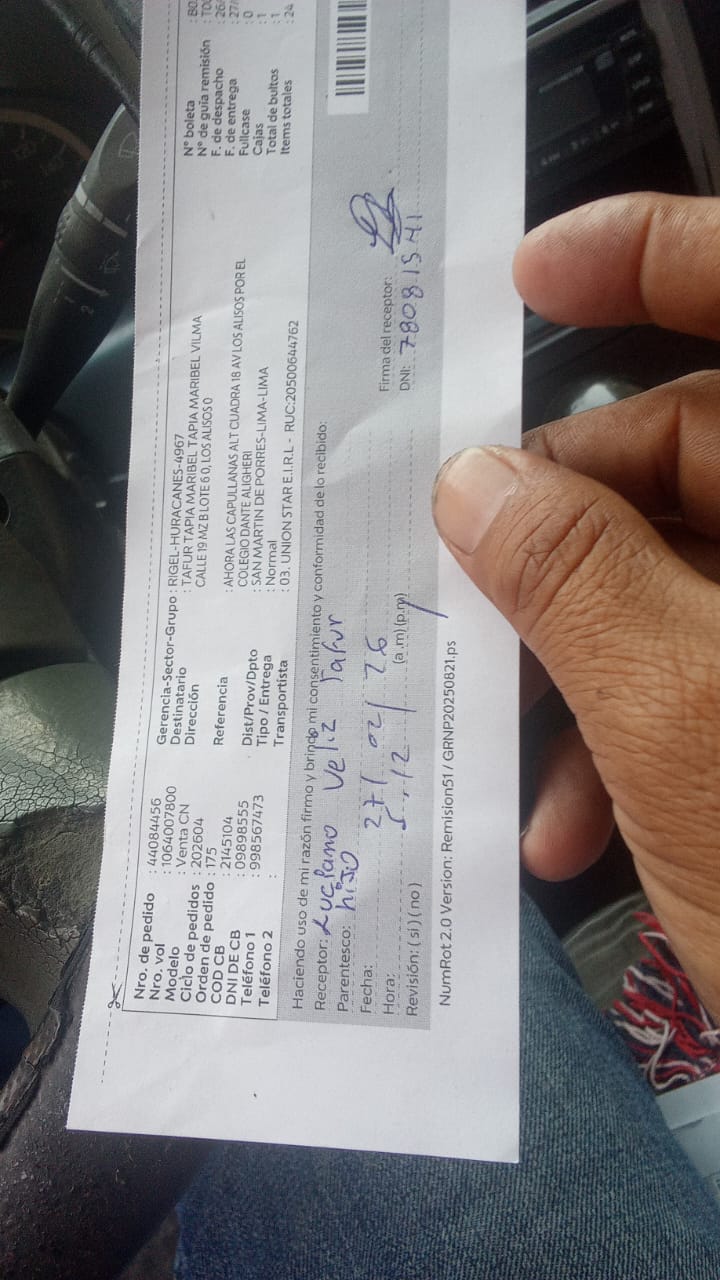 Nro. de pedido : 44084456
Nro. vol : 1064007800
Modelo : Venta CN
Ciclo de pedidos : 202604
Orden de pedido : 175
COD CB : 2145104
DNI DE CB : 09898555
Teléfono 1 : 998567473
Teléfono 2 :
Gerencia-Sector-Grupo : RIGEL-HURACANES-4967
Destinatario : TAFUR TAPIA MARIBEL TAPIA MARIBEL VILMA
Dirección : CALLE 19 MZ B LOTE 6 0, LOS ALISOS 0
Referencia : AHORA LAS CAPULLANAS ALT CUADRA 18 AV LOS ALISOS POR EL
COLEGIO DANTE ALIGHERI
Dist/Prov/Dpto : SAN MARTIN DE PORRES-LIMA-LIMA
Tipo / Entrega : Normal
Transportista : 03. UNION STAR E.I.R.L - RUC:20500644762
N° boleta
N° de guía remisión
F. de despacho
F. de entrega
Fullcase : 0
Cajas : 1
Total de bultos : 1
Items totales : 24
Haciendo uso de mi razón firmo y brindo mi consentimiento y conformidad de lo recibido:
Receptor: Luciano Veliz Tafur
Parentesco: hijo
Fecha: 27/02/26
Hora: (a.m) (p.m)
Revisión: ( si ) ( no )
Firma del receptor:
DNI:
NumRot 2.0 Version: Remision51 / GRNP20250821.ps